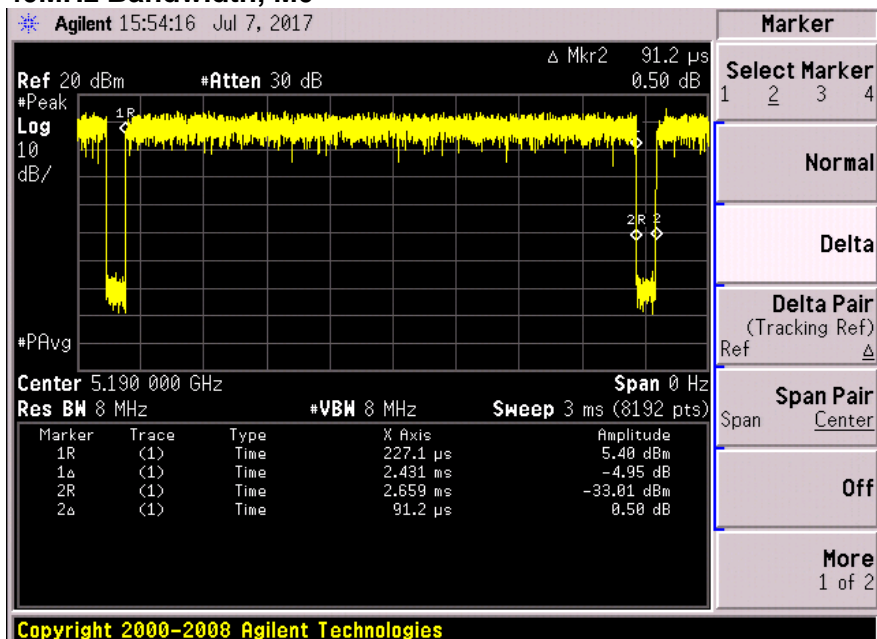 Agilent 15:54:16 Jul 7, 2017
Δ Mkr2 91.2 µs
Ref 20 dBm #Atten 30 dB 0.50 dB
#Peak
Log
10
dB/
1R
2R 2
#PAvg
Center 5.190 000 GHz Span 0 Hz
Res BW 8 MHz #VBW 8 MHz Sweep 3 ms (8192 pts)
Marker Trace Type X Axis Amplitude
1R (1) Time 227.1 µs 5.40 dBm
1Δ (1) Time 2.431 ms -4.95 dB
2R (1) Time 2.659 ms -33.01 dBm
2Δ (1) Time 91.2 µs 0.50 dB
Copyright 2000-2008 Agilent Technologies
Marker
Select Marker
1 2 3 4
Normal
Delta
Delta Pair
(Tracking Ref)
Ref Δ
Span Pair
Span Center
Off
More
1 of 2